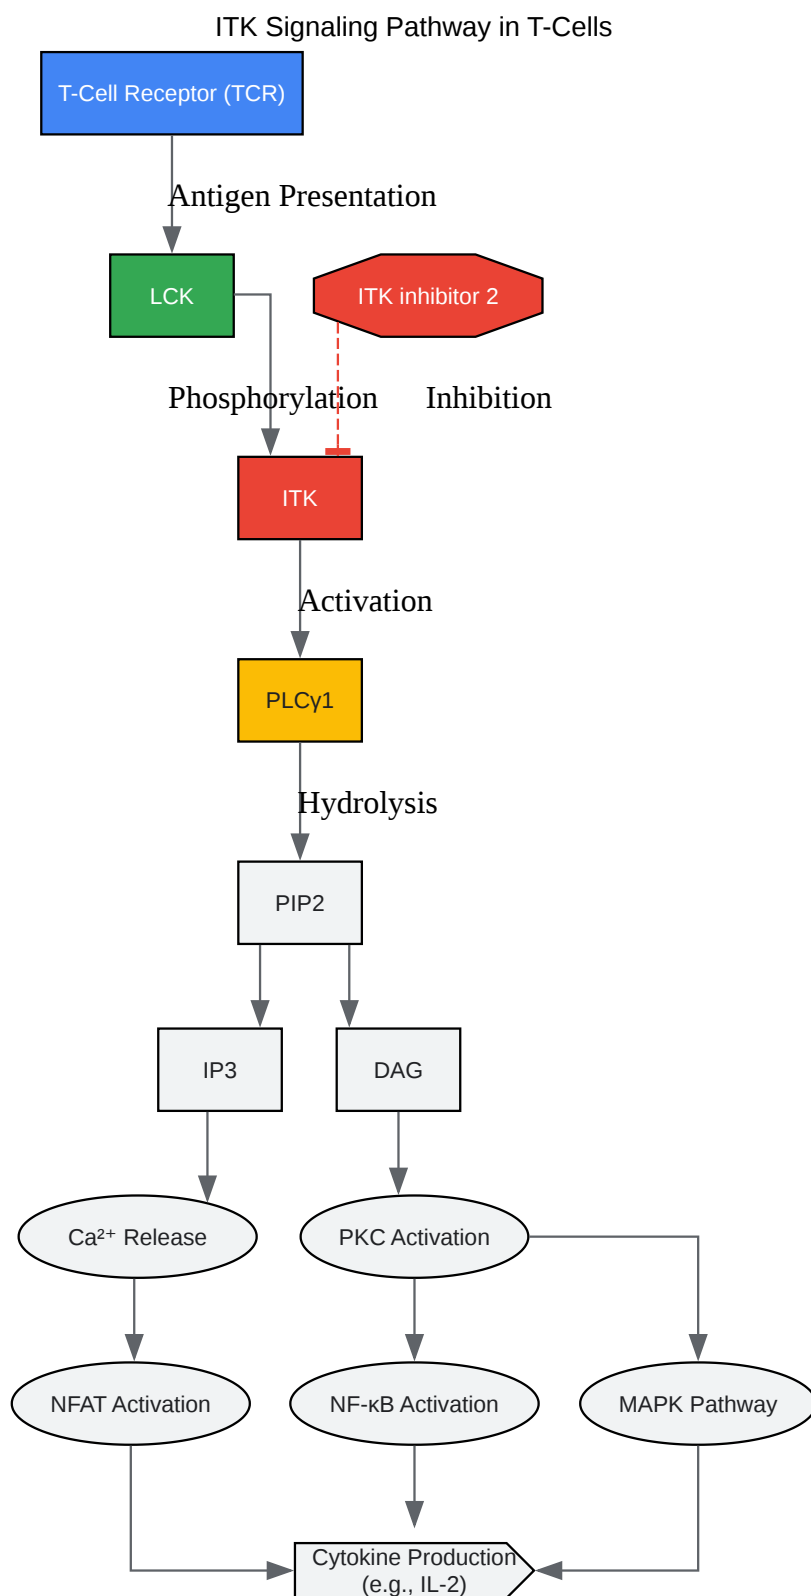 ITK Signaling Pathway in T-Cells
T-Cell Receptor (TCR)
Antigen Presentation
LCK
ITK inhibitor 2
Phosphorylation
Inhibition
ITK
Activation
PLCγ1
Hydrolysis
PIP2
IP3
DAG
Ca²⁺ Release
PKC Activation
NFAT Activation
NF-κB Activation
MAPK Pathway
Cytokine Production
(e.g., IL-2)